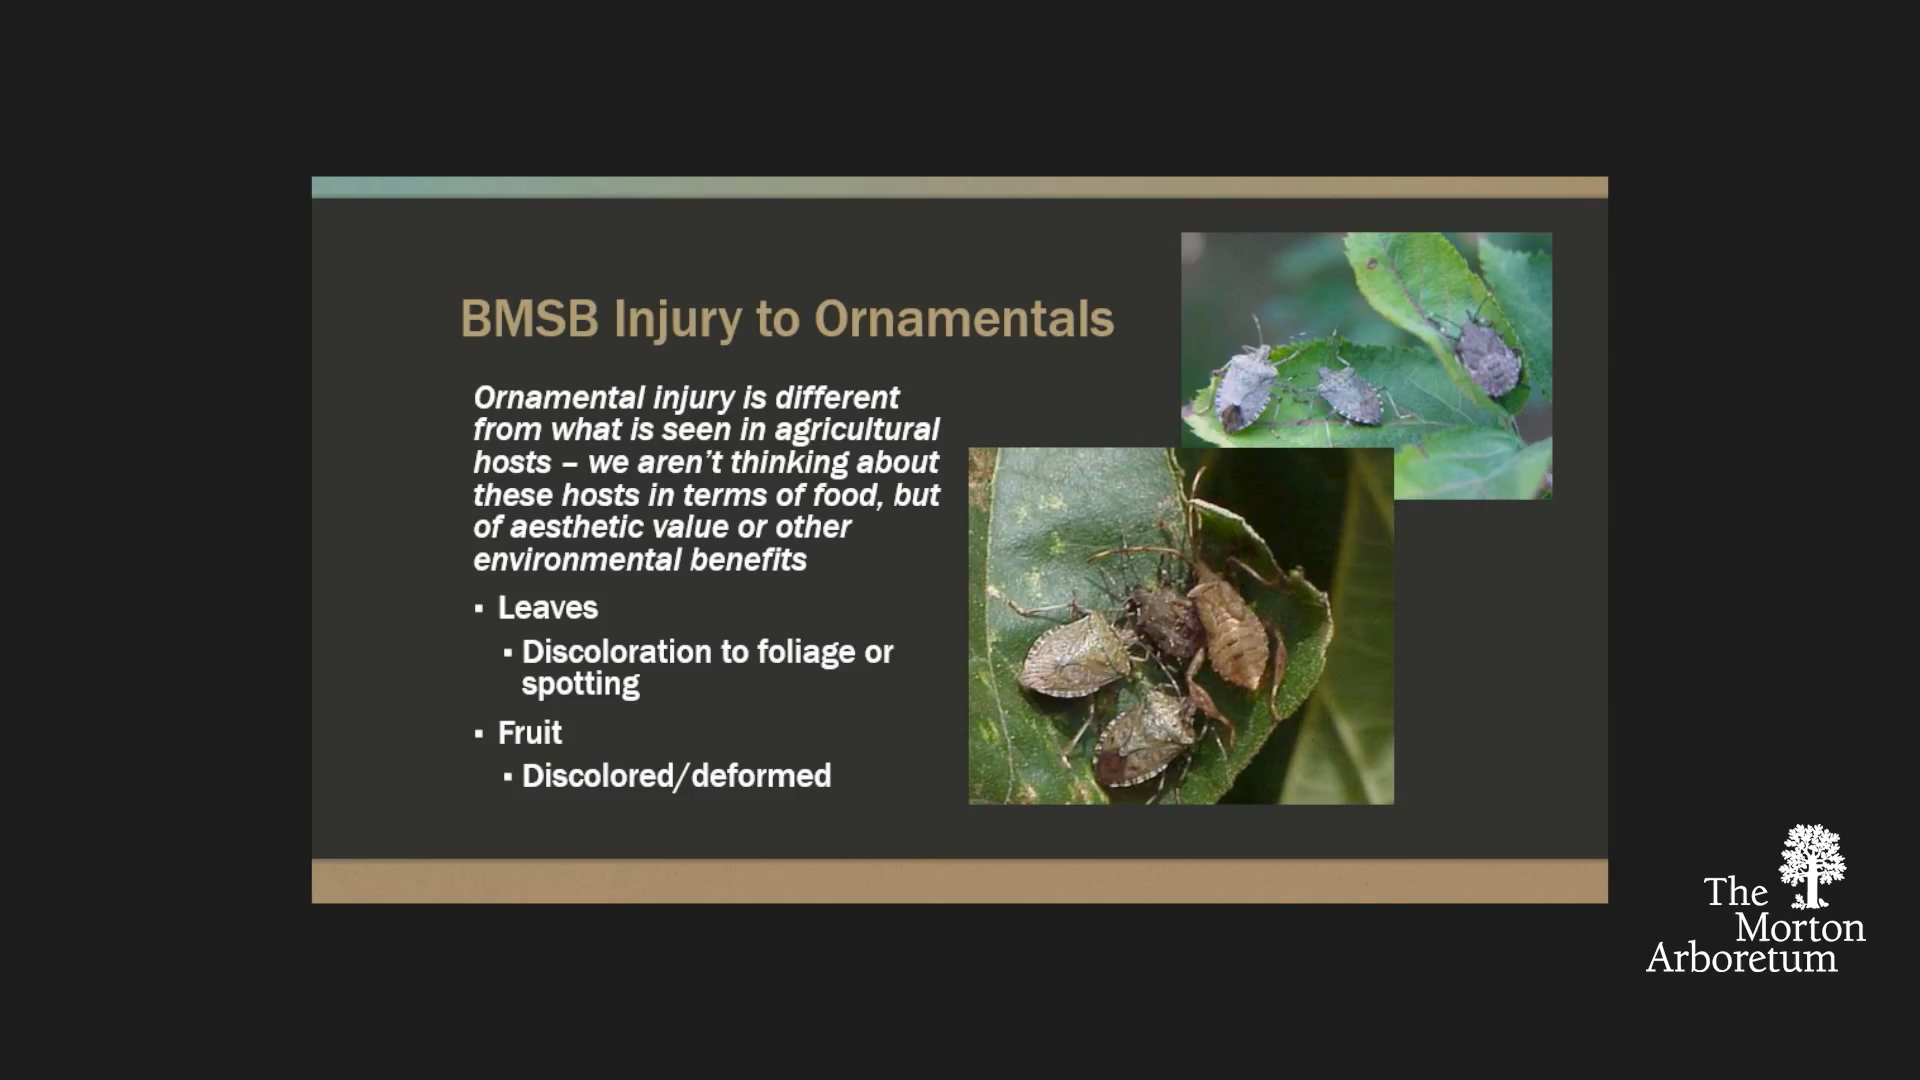 BMSB Injury to Ornamentals
Ornamental injury is different
from what is seen in agricultural
hosts – we aren't thinking about
these hosts in terms of food, but
of aesthetic value or other
environmental benefits
▪ Leaves
▪ Discoloration to foliage or
spotting
▪ Fruit
▪ Discolored/deformed
The
Morton
Arboretum